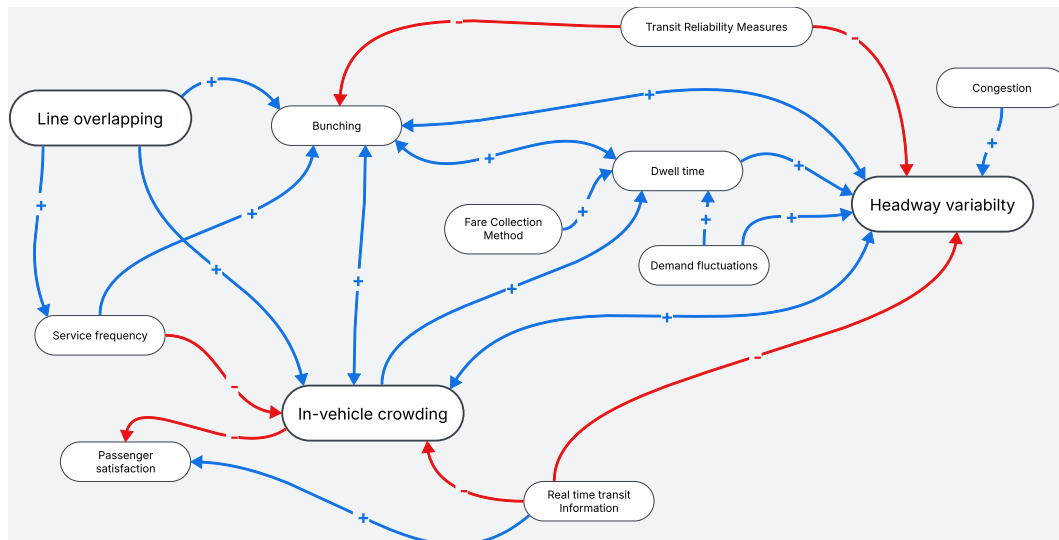 Transit Reliability Measures
Congestion
Line overlapping
Bunching
Dwell time
Headway variabilty
Fare Collection
Method
Demand fluctuations
Service frequency
In-vehicle crowding
Passenger
satisfaction
Real time transit
Information
-
-
+
+
+
+
+
+
+
+
+
+
+
+
+
+
-
-
-
-
+